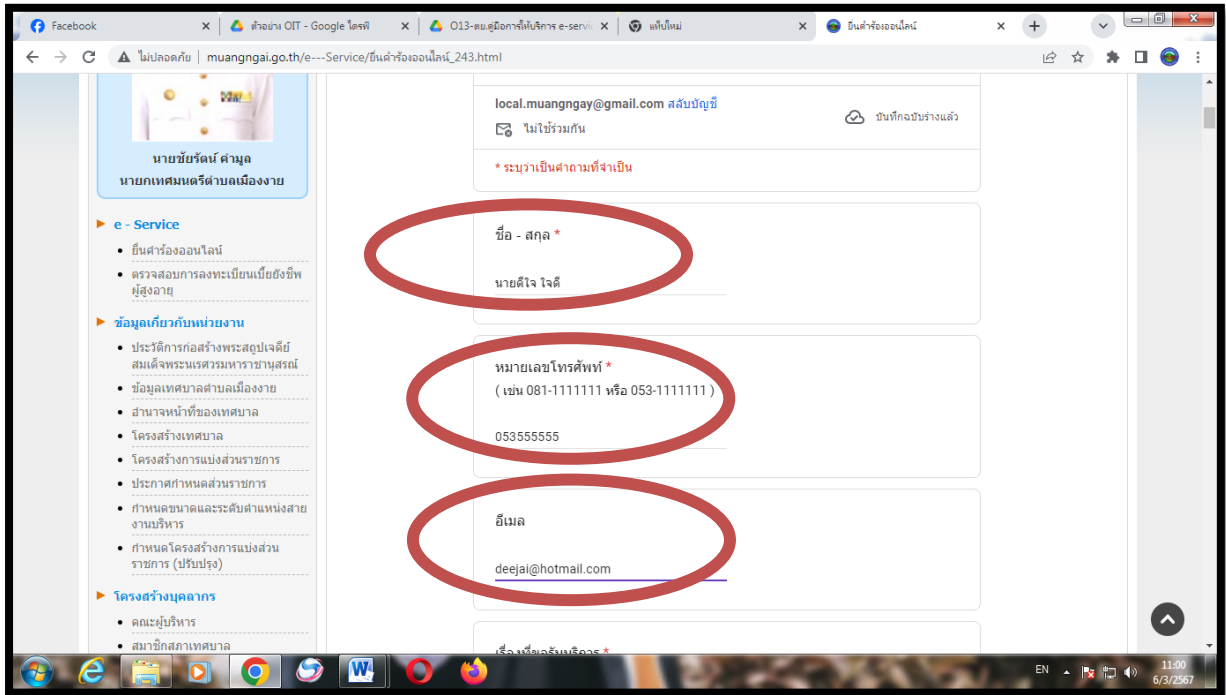 Facebook
ตัวอย่าง OIT - Google ไดรฟ์
O13-ตย.คู่มือการให้บริการ e-servic
แท็บใหม่
ยื่นคำร้องออนไลน์
ไม่ปลอดภัย | muangngai.go.th/e---Service/ยื่นคำร้องออนไลน์_243.html
นายชัยรัตน์ คำมูล
นายกเทศมนตรีตำบลเมืองงาย
e - Service
ยื่นคำร้องออนไลน์
ตรวจสอบการลงทะเบียนเบี้ยยังชีพ
ผู้สูงอายุ
ข้อมูลเกี่ยวกับหน่วยงาน
ประวัติการก่อสร้างพระสถูปเจดีย์
สมเด็จพระนเรศวรมหาราชานุสรณ์
ข้อมูลเทศบาลตำบลเมืองงาย
อำนาจหน้าที่ของเทศบาล
โครงสร้างเทศบาล
โครงสร้างการแบ่งส่วนราชการ
ประกาศกำหนดส่วนราชการ
กำหนดขนาดและระดับตำแหน่งสาย
งานบริหาร
กำหนดโครงสร้างการแบ่งส่วน
ราชการ (ปรับปรุง)
โครงสร้างบุคลากร
คณะผู้บริหาร
สมาชิกสภาเทศบาล
local.muangngay@gmail.com สลับบัญชี
ไม่ใช้ร่วมกัน
บันทึกฉบับร่างแล้ว
* ระบุว่าเป็นคำถามที่จำเป็น
ชื่อ - สกุล *
นายดีใจ ใจดี
หมายเลขโทรศัพท์ *
( เช่น 081-1111111 หรือ 053-1111111 )
053555555
อีเมล
deejai@hotmail.com
เรื่องที่ขอรับบริการ *
EN
11:00
6/3/2567